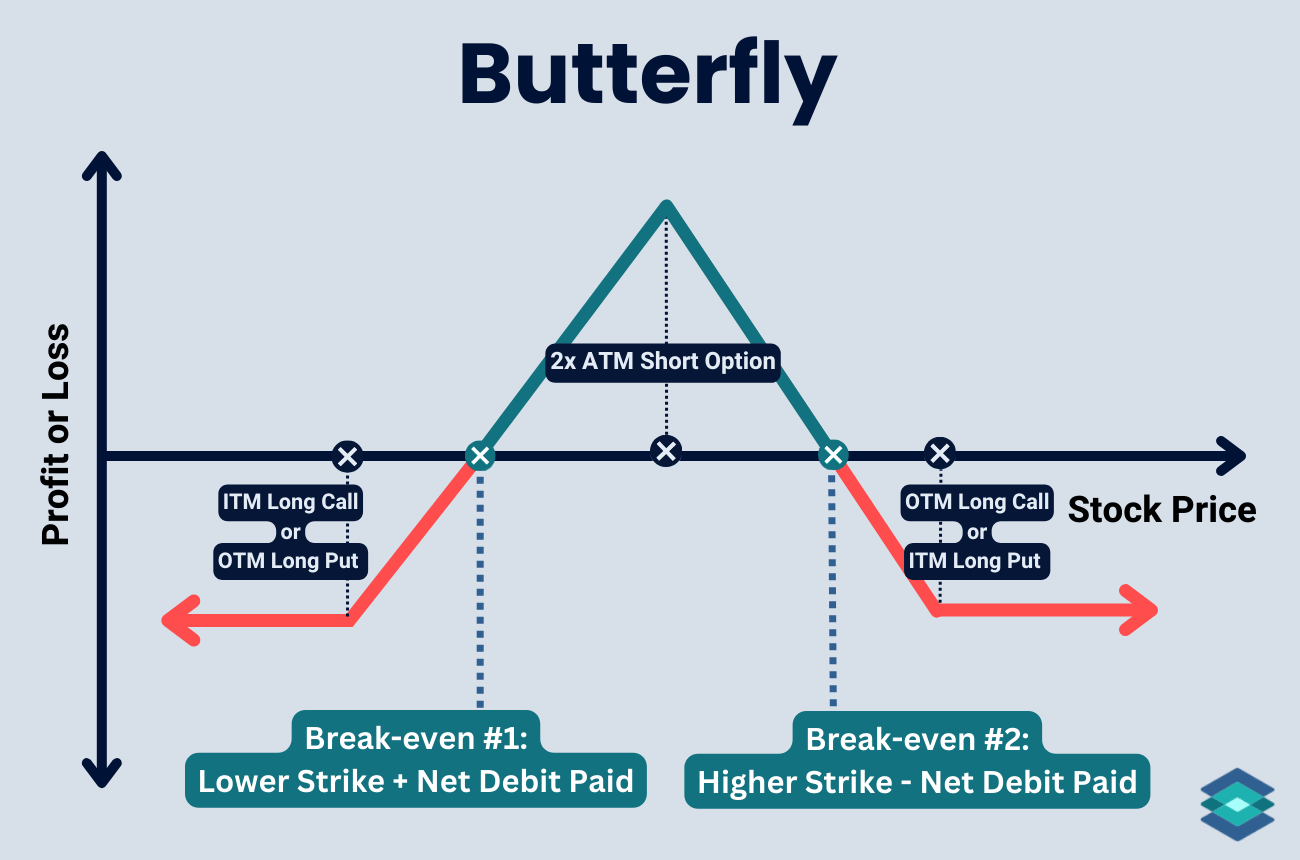 Butterfly
Profit or Loss
2x ATM Short Option
ITM Long Call
or
OTM Long Put
OTM Long Call
or
ITM Long Put
Stock Price
Break-even #1:
Lower Strike + Net Debit Paid
Break-even #2:
Higher Strike - Net Debit Paid